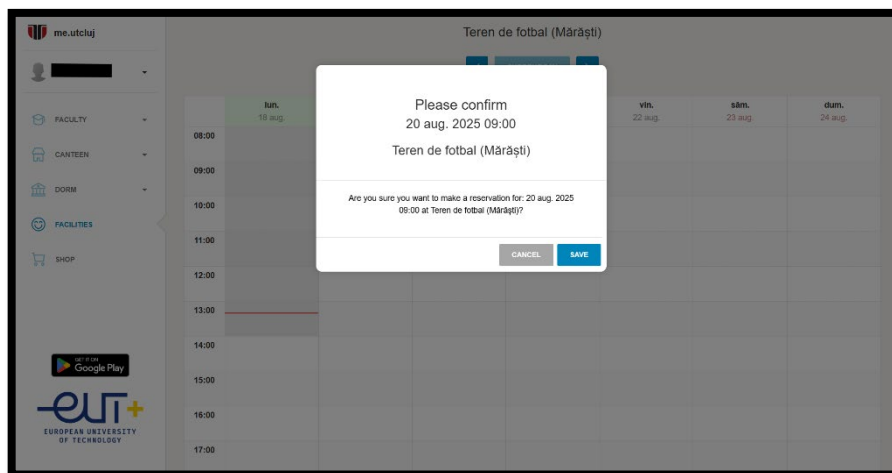 me.utcluj
Teren de fotbal (Mărăști)
FACULTY
CANTEEN
DORM
FACILITIES
SHOP
GET IT ON
Google Play
EUT+
EUROPEAN UNIVERSITY
OF TECHNOLOGY
lun.
18 aug.
vin.
22 aug.
sâm.
23 aug.
dum.
24 aug.
08:00
09:00
10:00
11:00
12:00
13:00
14:00
15:00
16:00
17:00
Please confirm
20 aug. 2025 09:00
Teren de fotbal (Mărăști)
Are you sure you want to make a reservation for: 20 aug. 2025
09:00 at Teren de fotbal (Mărăști)?
CANCEL
SAVE